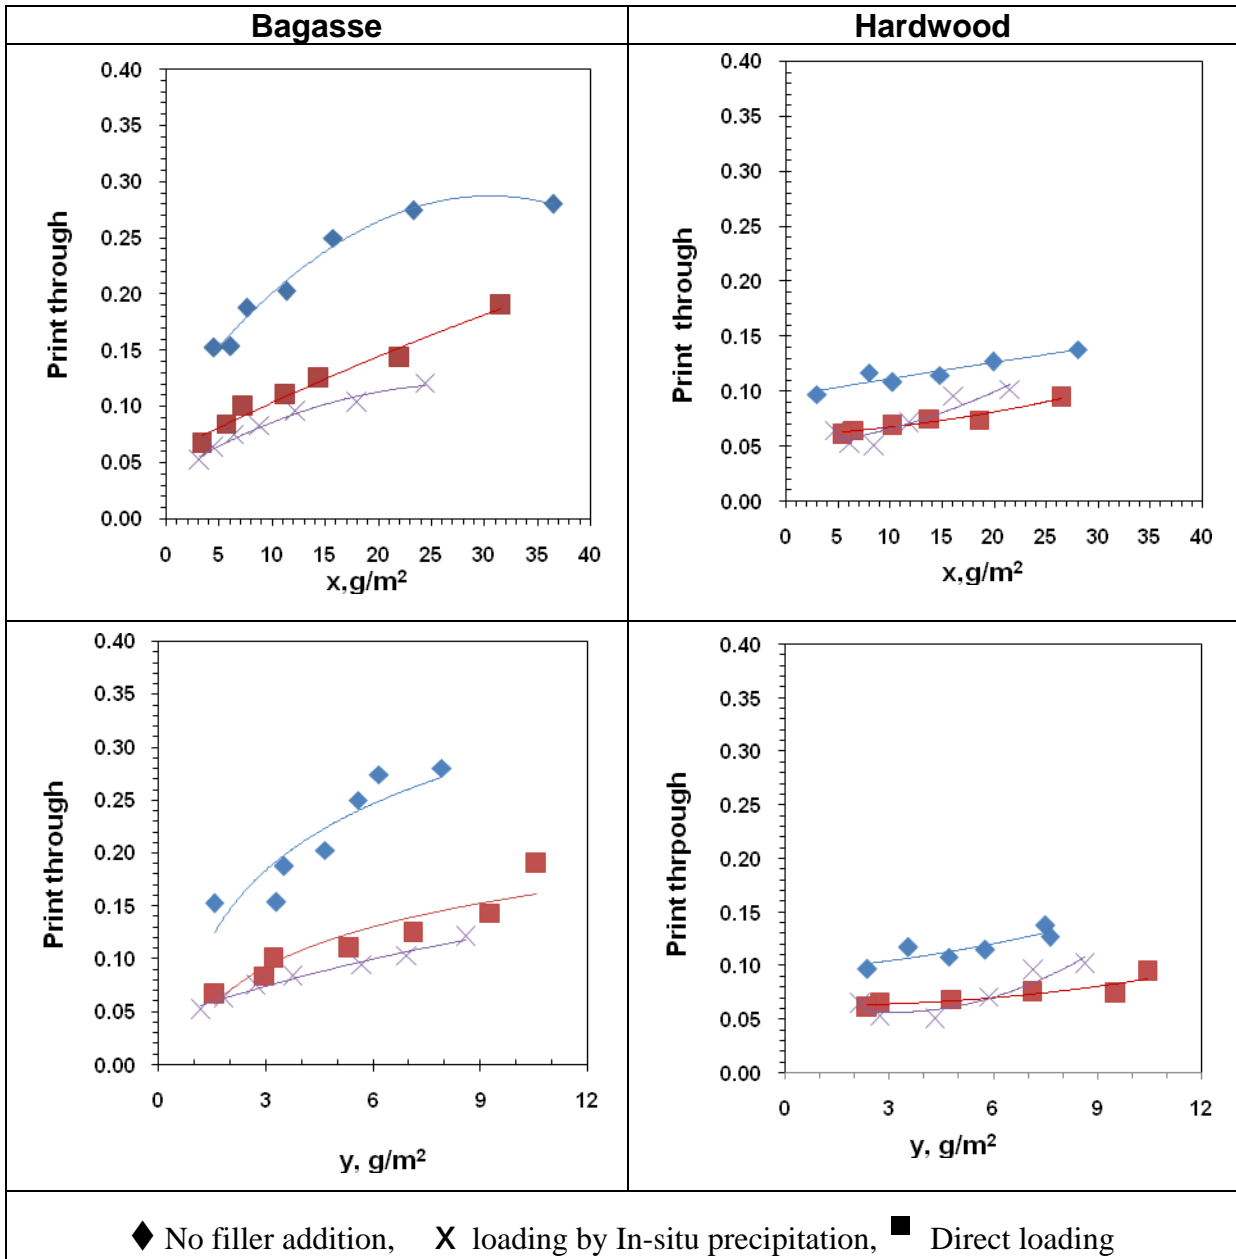 Bagasse
Hardwood
0.40
0.35
0.30
0.25
0.20
0.15
0.10
0.05
0.00
Print through
0 5 10 15 20 25 30 35 40
x,g/m²
0.40
0.35
0.30
0.25
0.20
0.15
0.10
0.05
0.00
Print through
0 5 10 15 20 25 30 35 40
x,g/m²
0.40
0.35
0.30
0.25
0.20
0.15
0.10
0.05
0.00
Print through
0 3 6 9 12
y, g/m²
0.40
0.35
0.30
0.25
0.20
0.15
0.10
0.05
0.00
Print thrpough
0 3 6 9 12
y, g/m²
◆ No filler addition, X loading by In-situ precipitation, ■ Direct loading